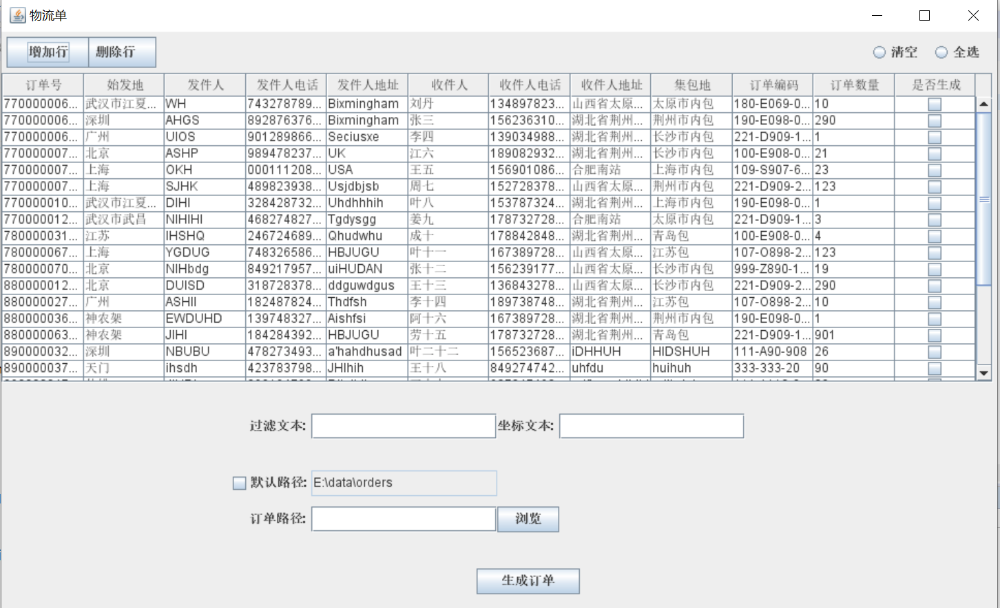 物流单
增加行 删除行 清空 全选
订单号 始发地 发件人 发件人电话 发件人地址 收件人 收件人电话 收件人地址 集包地 订单编码 订单数量 是否生成
770000006... 武汉市江夏... WH 743278789... Bixmingham 刘丹 134897823... 山西省太原... 太原市内包 180-E069-0... 10
770000006... 深圳 AHGS 892876376... Bixmingham 张三 156236310... 湖北省荆州... 荆州市内包 190-E098-0... 290
770000006... 广州 UIOS 901289866... Seciusxe 李四 139034988... 湖北省荆州... 长沙市内包 221-D909-1... 1
770000007... 北京 ASHP 989478237... UK 江六 189082932... 湖北省荆州... 长沙市内包 100-E908-0... 21
770000007... 上海 OKH 000111208... USA 王五 156901086... 合肥南站 上海市内包 109-S907-6... 23
770000007... 上海 SJHK 489823938... Usjdbjsb 周七 152728378... 山西省太原... 荆州市内包 221-D909-2... 123
770000010... 武汉市江夏... DIHI 328428732... Uhdhhhih 叶八 153787324... 湖北省荆州... 上海市内包 190-E098-0... 1
770000012... 武汉市武昌 NIHIHI 468274827... Tgdysgg 姜九 178732728... 合肥南站 太原市内包 221-D909-1... 3
780000031... 江苏 IHSHQ 246724689... Qhudwhu 成十 178842848... 湖北省荆州... 青岛包 100-E908-0... 4
780000067... 上海 YGDUG 748326586... HBJUGU 叶十一 167389728... 山西省太原... 江苏包 107-O898-2... 123
780000070... 北京 NIHbdg 849217957... uiHUDAN 张十二 156239177... 山西省太原... 长沙市内包 999-Z890-1... 19
880000012... 北京 DUISD 318728378... ddguwdgus 王十三 136843278... 山西省太原... 长沙市内包 221-D909-2... 290
880000027... 广州 ASHII 182487824... Thdfsh 李十四 189738748... 湖北省荆州... 江苏包 107-O898-2... 10
880000036... 神农架 EWDUHD 139748327... Aishfsi 阿十六 167389728... 湖北省荆州... 荆州市内包 190-E098-0... 1
880000063... 神农架 JIHI 184284392... HBJUGU 劳十五 178732728... 湖北省荆州... 青岛包 221-D909-1... 901
890000032... 深圳 NBUBU 478273493... a'hahdhusad 叶二十二 156523687... iDHHUH HIDSHUH 111-A90-908 26
890000037... 天门 ihsdh 423783798... JHIhih 王十八 849274742... uhfdu huihuh 333-333-20 90
过滤文本: 坐标文本:
默认路径: E:\data\orders
订单路径: 浏览
生成订单